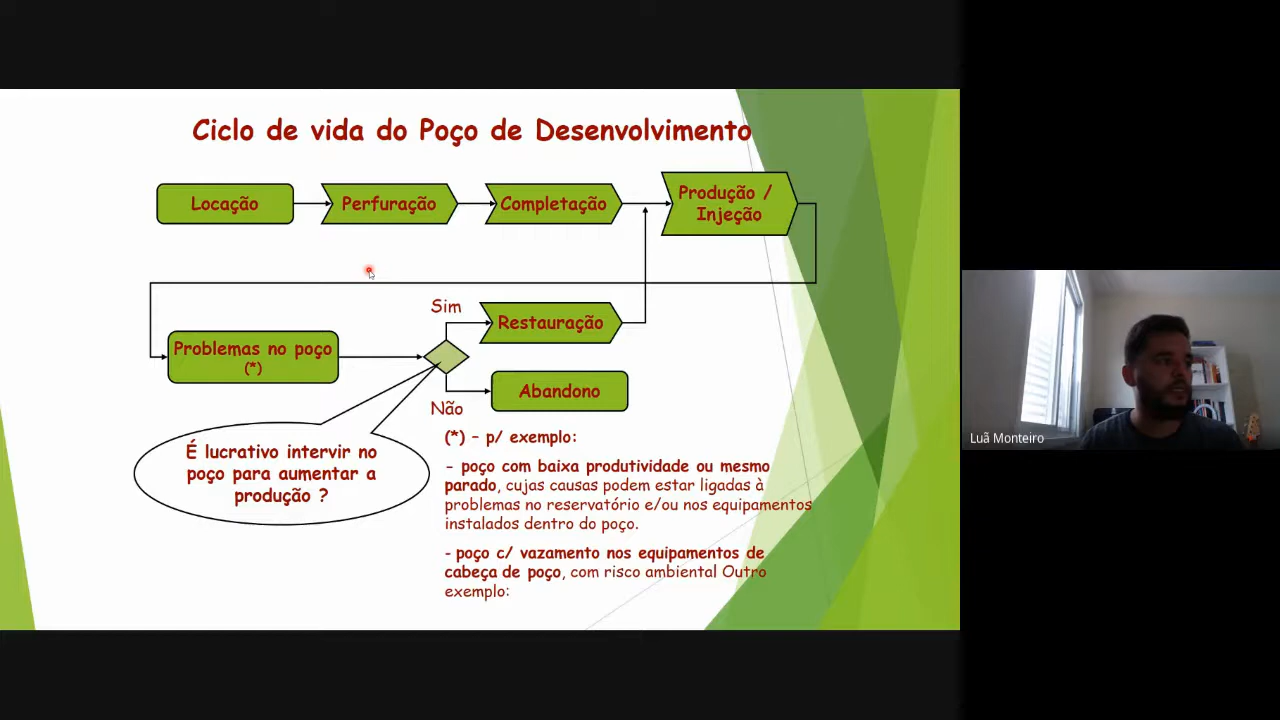 Ciclo de vida do Poço de Desenvolvimento
Locação
Perfuração
Completação
Produção /
Injeção
Sim
Restauração
Problemas no poço
(*)
Abandono
Não
É lucrativo intervir no
poço para aumentar a
produção ?
(*) – p/ exemplo:
- poço com baixa produtividade ou mesmo
parado, cujas causas podem estar ligadas à
problemas no reservatório e/ou nos equipamentos
instalados dentro do poço.
- poço c/ vazamento nos equipamentos de
cabeça de poço, com risco ambiental Outro
exemplo:
Luã Monteiro